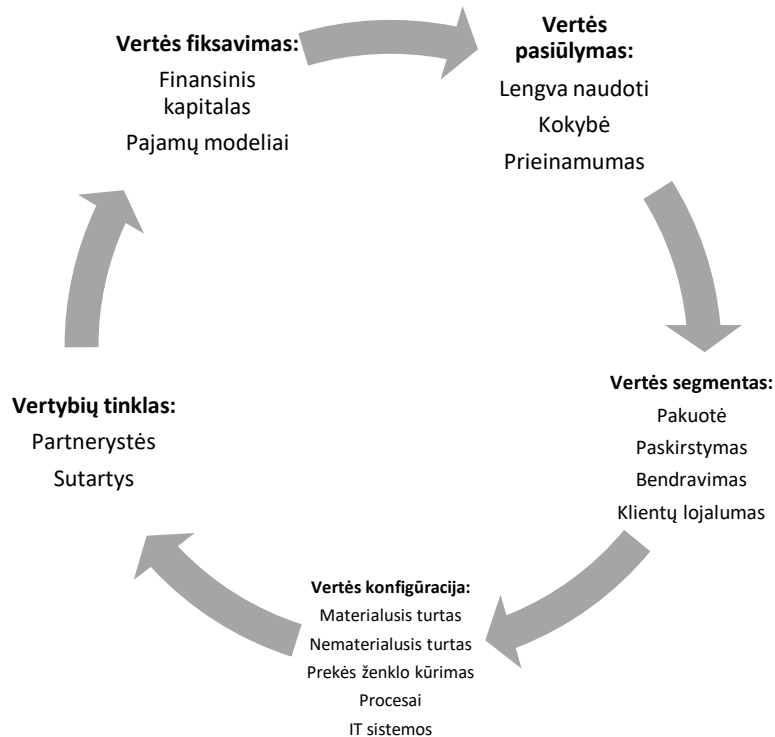 Vertės fiksavimas:
Finansinis
kapitalas
Pajamų modeliai
Vertės
pasiūlymas:
Lengva naudoti
Kokybė
Prieinamumas
Vertės segmentas:
Pakuotė
Paskirstymas
Bendravimas
Klientų lojalumas
Vertės konfigūracija:
Materialusis turtas
Nematerialusis turtas
Prekės ženklo kūrimas
Procesai
IT sistemos
Vertybių tinklas:
Partnerystės
Sutartys